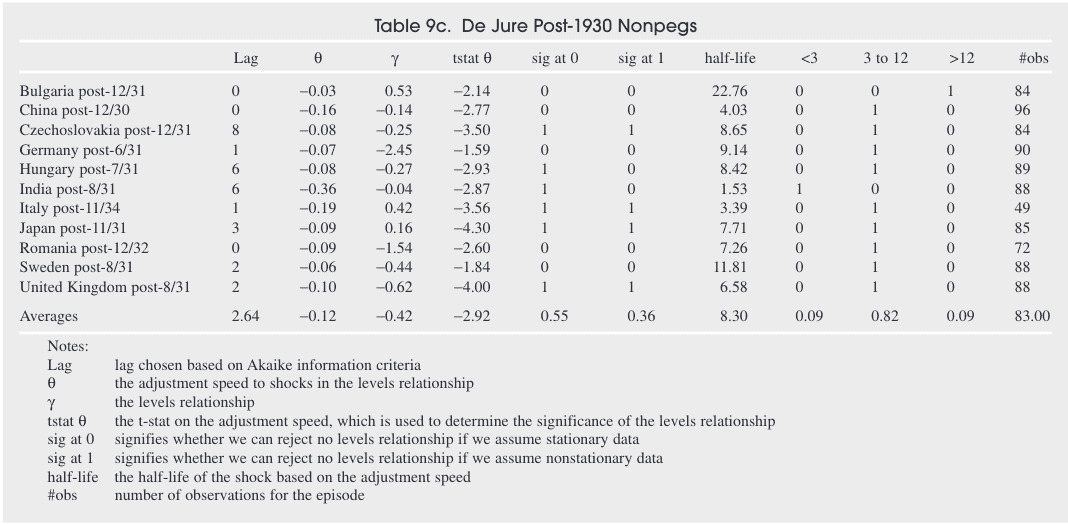 Table 9c. De Jure Post-1930 Nonpegs
Lag θ γ tstat θ sig at 0 sig at 1 half-life <3 3 to 12 >12 #obs
Bulgaria post-12/31 0 −0.03 0.53 −2.14 0 0 22.76 0 0 1 84
China post-12/30 0 −0.16 −0.14 −2.77 0 0 4.03 0 1 0 96
Czechoslovakia post-12/31 8 −0.08 −0.25 −3.50 1 1 8.65 0 1 0 84
Germany post-6/31 1 −0.07 −2.45 −1.59 0 0 9.14 0 1 0 90
Hungary post-7/31 6 −0.08 −0.27 −2.93 1 0 8.42 0 1 0 89
India post-8/31 6 −0.36 −0.04 −2.87 1 0 1.53 1 0 0 88
Italy post-11/34 1 −0.19 0.42 −3.56 1 1 3.39 0 1 0 49
Japan post-11/31 3 −0.09 0.16 −4.30 1 1 7.71 0 1 0 85
Romania post-12/32 0 −0.09 −1.54 −2.60 0 0 7.26 0 1 0 72
Sweden post-8/31 2 −0.06 −0.44 −1.84 0 0 11.81 0 1 0 88
United Kingdom post-8/31 2 −0.10 −0.62 −4.00 1 1 6.58 0 1 0 88
Averages 2.64 −0.12 −0.42 −2.92 0.55 0.36 8.30 0.09 0.82 0.09 83.00
Notes:
Lag lag chosen based on Akaike information criteria
θ the adjustment speed to shocks in the levels relationship
γ the levels relationship
tstat θ the t-stat on the adjustment speed, which is used to determine the significance of the levels relationship
sig at 0 signifies whether we can reject no levels relationship if we assume stationary data
sig at 1 signifies whether we can reject no levels relationship if we assume nonstationary data
half-life the half-life of the shock based on the adjustment speed
#obs number of observations for the episode